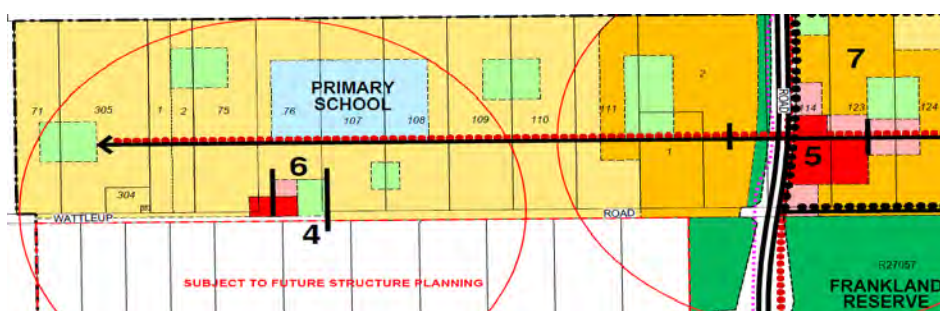 7
2
PRIMARY
SCHOOL
ROAD
71
305
1
2
75
76
107
108
109
110
111
114
123
124
1
6
5
304
WATTLEUP
ROAD
4
SUBJECT TO FUTURE STRUCTURE PLANNING
R27057
FRANKLAND
RESERVE